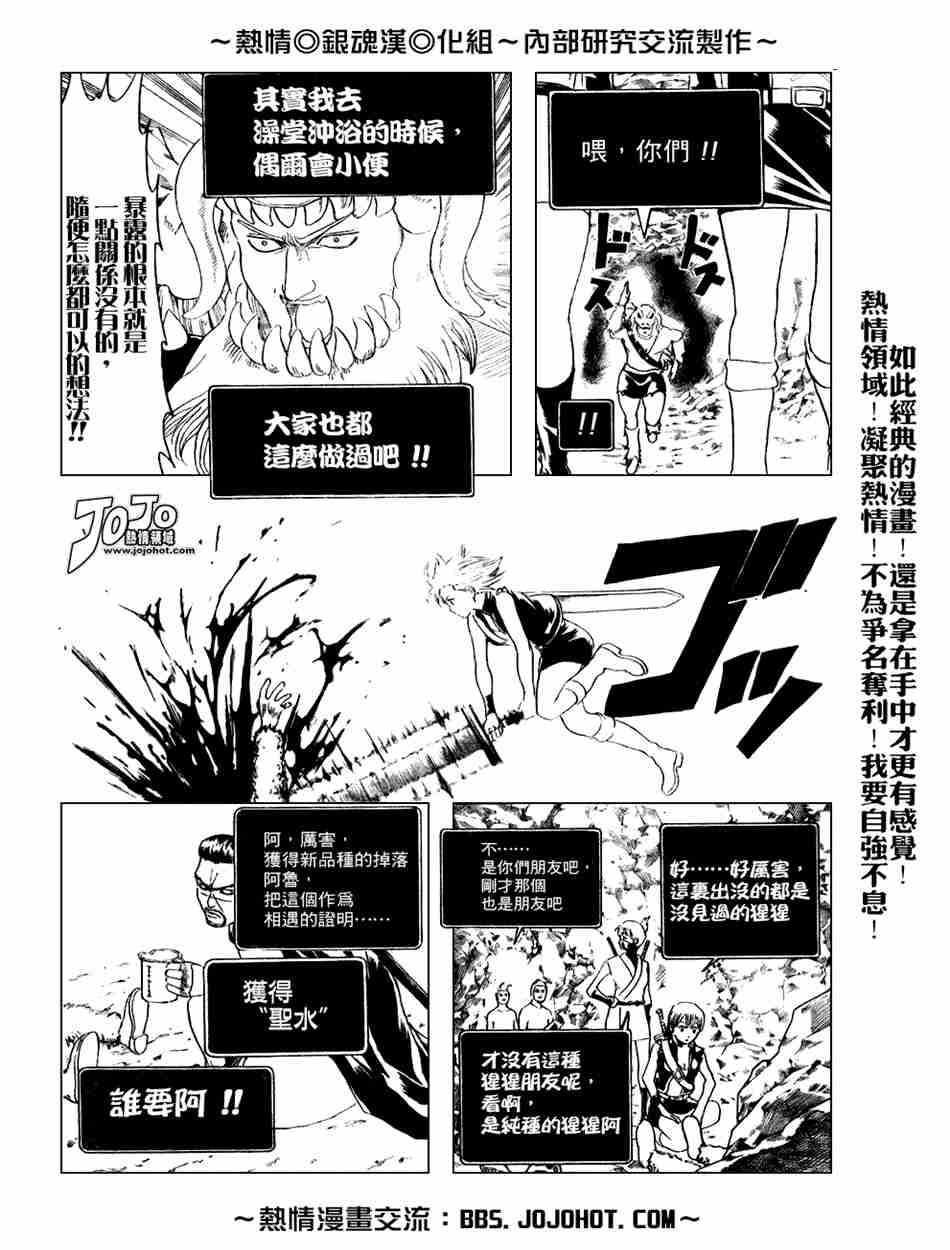 ～熱情◎銀魂漢◎化組～內部研究交流製作～
喂，你們 !!
ドス
ドス
!!
其實我去
澡堂沖浴的時候，
偶爾會小便
大家也都
這麼做過吧 !!
暴露的根本就是
一點關係沒有的，
隨便怎麼都可以的想法!!
如此經典的漫畫！還是拿在手中才更有感覺！
熱情領域！凝聚熱情！不為爭名奪利！我要自強不息！
JOJO
熱情領域
www.jojohot.com
ゴッ
好……好厲害，
這裏出沒的都是
沒見過的猩猩
不……
是你們朋友吧，
剛才那個
也是朋友吧
才沒有這種
猩猩朋友呢，
看啊，
是純種的猩猩阿
阿，厲害，
獲得新品種的掉落
阿魯，
把這個作爲
相遇的證明……
獲得
“聖水”
誰要阿 !!
～熱情漫畫交流：BBS. JOJOHOT. COM～